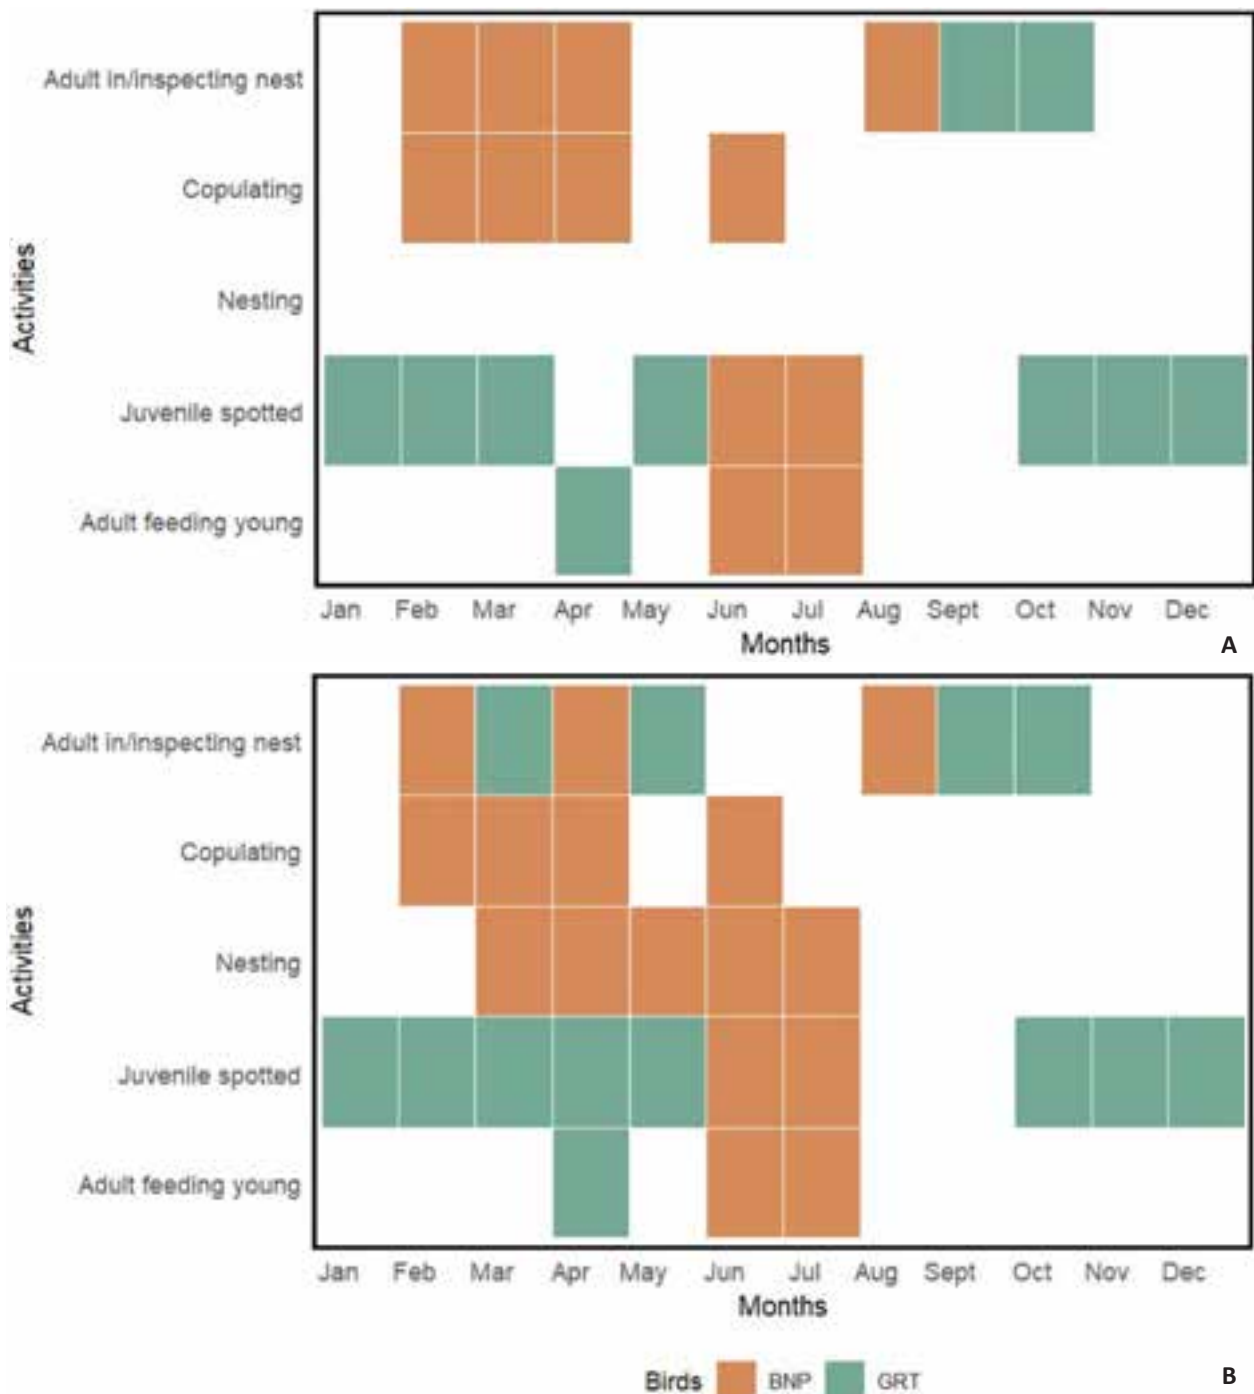 Adult in/inspecting nest
Copulating
Nesting
Juvenile spotted
Adult feeding young
Activities
Jan Feb Mar Apr May Jun Jul Aug Sept Oct Nov Dec
Months
A
Adult in/inspecting nest
Copulating
Nesting
Juvenile spotted
Adult feeding young
Activities
Jan Feb Mar Apr May Jun Jul Aug Sept Oct Nov Dec
Months
Birds BNP GRT
B